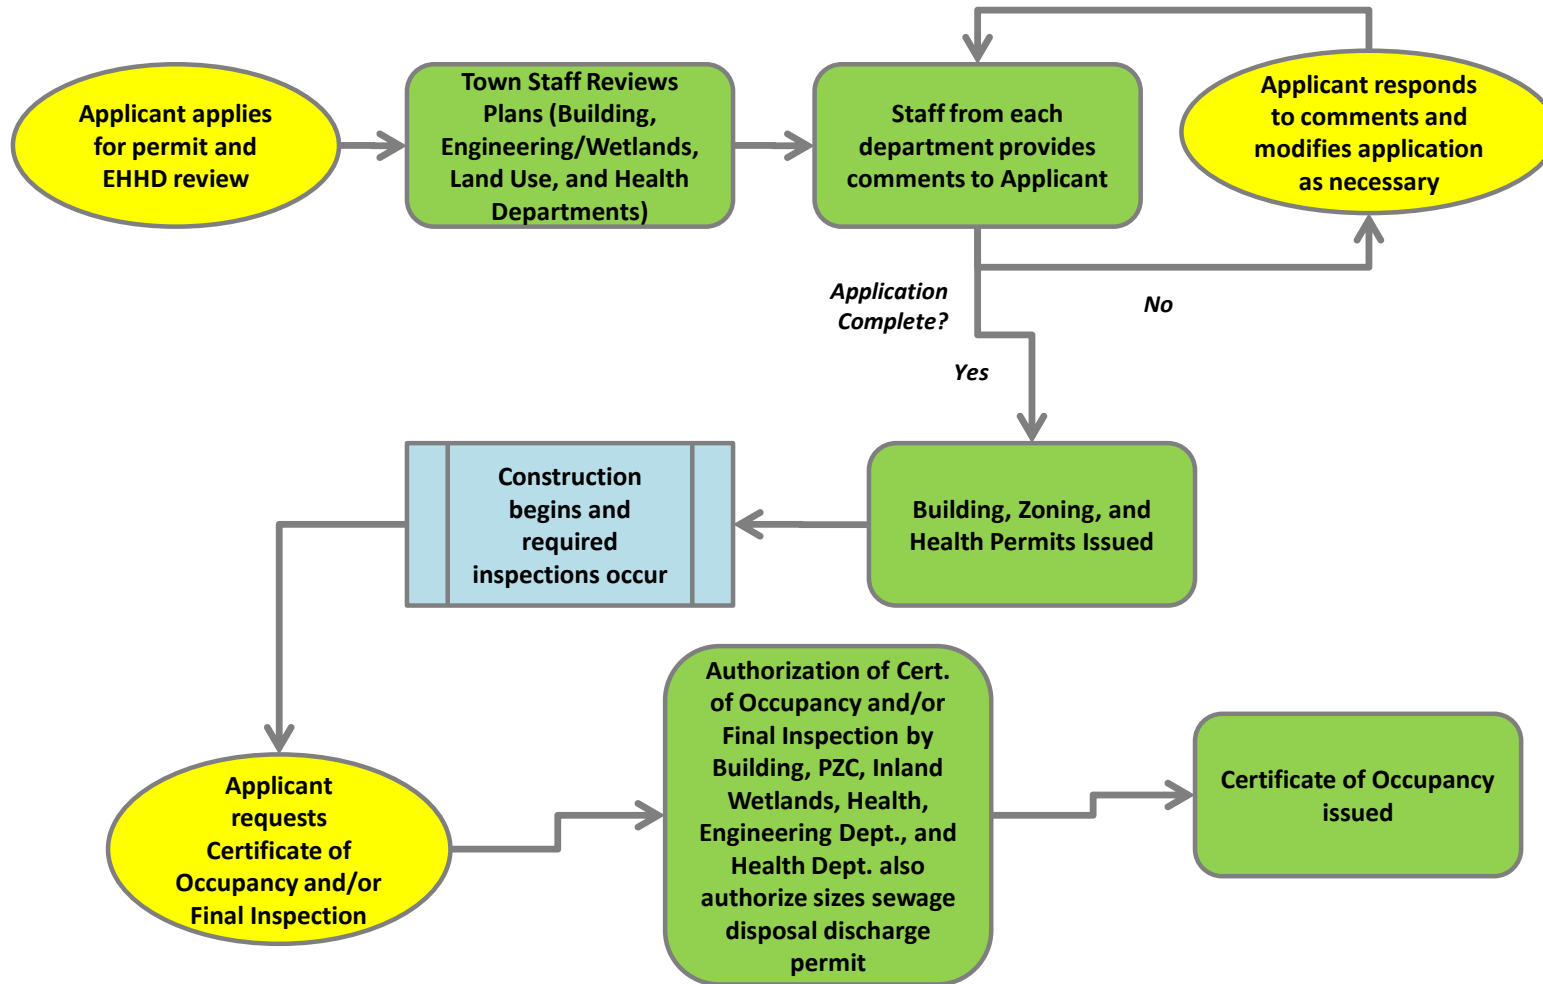 Applicant applies
for permit and
EHHD review
Town Staff Reviews
Plans (Building,
Engineering/Wetlands,
Land Use, and Health
Departments)
Staff from each
department provides
comments to Applicant
Applicant responds
to comments and
modifies application
as necessary
Application
Complete?
No
Yes
Building, Zoning, and
Health Permits Issued
Construction
begins and
required
inspections occur
Applicant
requests
Certificate of
Occupancy and/or
Final Inspection
Authorization of Cert.
of Occupancy and/or
Final Inspection by
Building, PZC, Inland
Wetlands, Health,
Engineering Dept., and
Health Dept. also
authorize sizes sewage
disposal discharge
permit
Certificate of Occupancy
issued